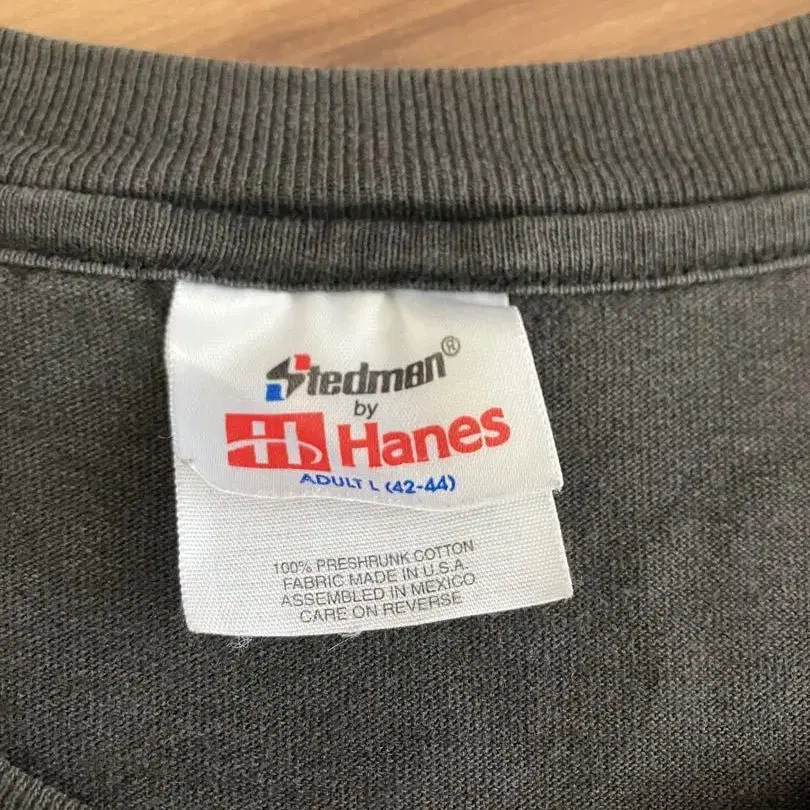 Stedman®
by
H Hanes
ADULT L (42-44)
100% PRESHRUNK COTTON
FABRIC MADE IN U.S.A.
ASSEMBLED IN MEXICO
CARE ON REVERSE